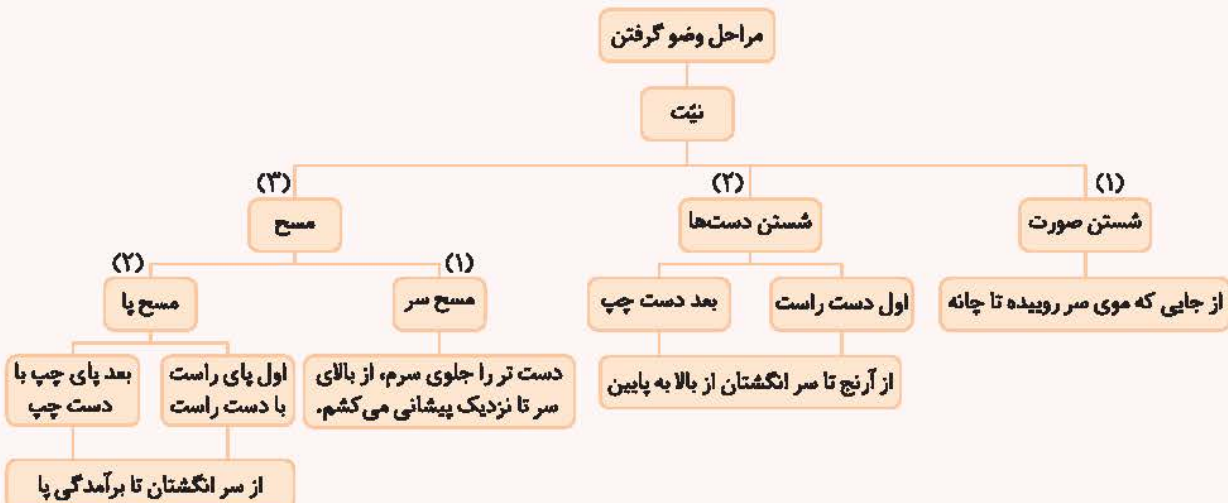 مراحل وضو گرفتن
نیّت
(۱)
شستن صورت
از جایی که موی سر روییده تا چانه
(۲)
شستن دست‌ها
اول دست راست
بعد دست چپ
از آرنج تا سر انگشتان از بالا به پایین
(۳)
مسح
(۱)
مسح سر
دست تر را جلوی سرم، از بالای
سر تا نزدیک پیشانی می‌کشم.
(۲)
مسح پا
اول پای راست
با دست راست
بعد پای چپ با
دست چپ
از سر انگشتان تا برآمدگی پا